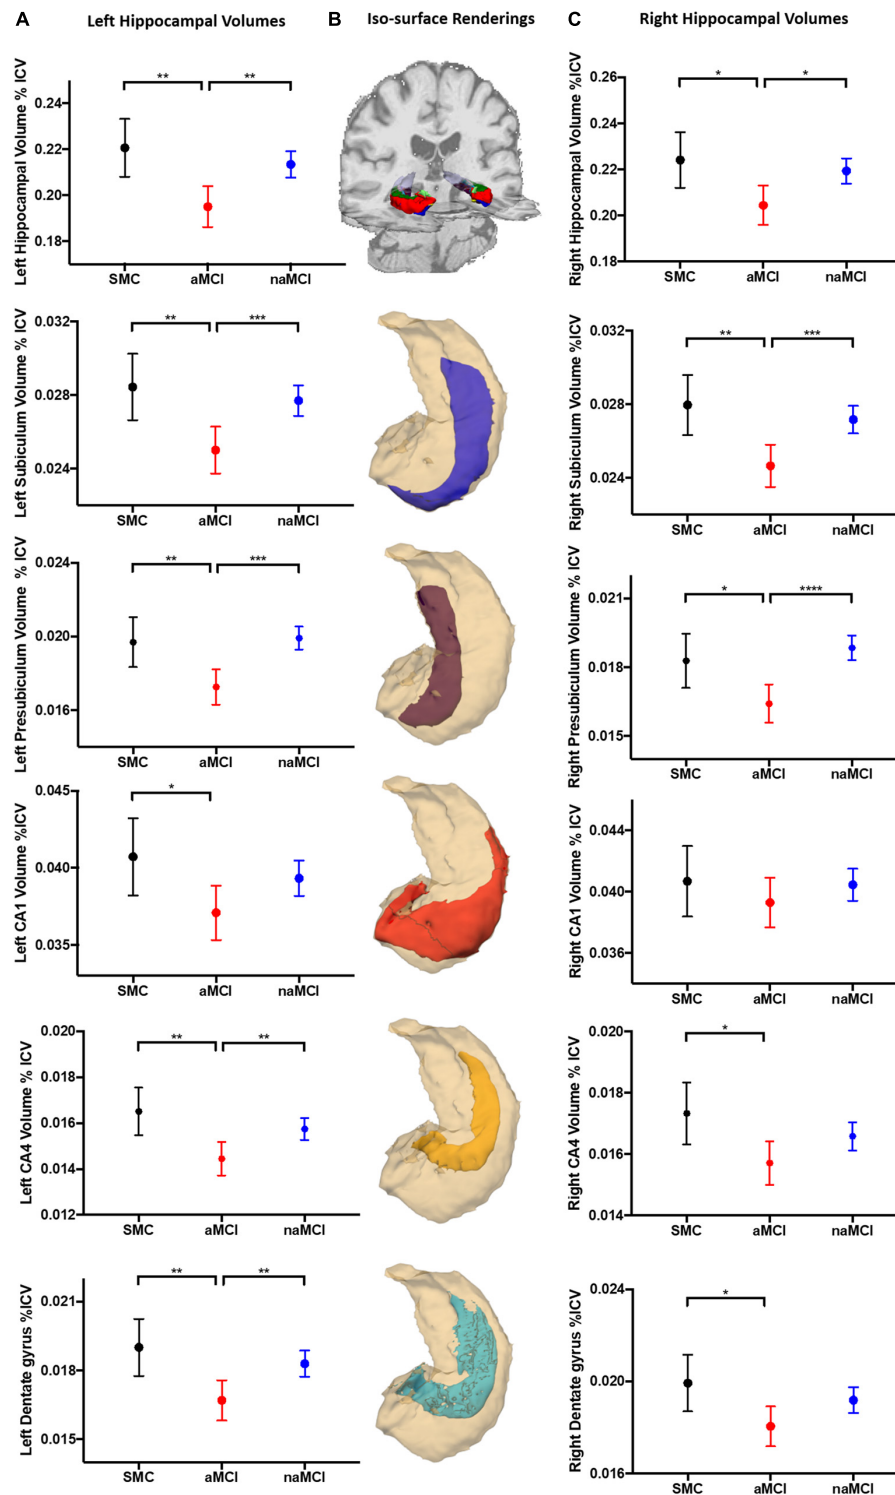 A Left Hippocampal Volumes B Iso-surface Renderings C Right Hippocampal Volumes
Left Hippocampal Volume % ICV
0.24
0.22
0.20
0.18
** **
SMC aMCI naMCI
Right Hippocampal Volume %ICV
0.26
0.24
0.22
0.20
0.18
* *
SMC aMCI naMCI
Left Subiculum Volume % ICV
0.032
0.028
0.024
** ***
SMC aMCI naMCI
Right Subiculum Volume %ICV
0.032
0.028
0.024
** ***
SMC aMCI naMCI
Left Presubiculum Volume % ICV
0.024
0.020
0.016
** ***
SMC aMCI naMCI
Right Presubiculum Volume % ICV
0.021
0.018
0.015
* ****
SMC aMCI naMCI
Left CA1 Volume %ICV
0.045
0.040
0.035
*
SMC aMCI naMCI
Right CA1 Volume %ICV
0.044
0.040
0.036
SMC aMCI naMCI
Left CA4 Volume % ICV
0.020
0.018
0.016
0.014
0.012
** **
SMC aMCI naMCI
Right CA4 Volume % ICV
0.020
0.018
0.016
0.014
*
SMC aMCI naMCI
Left Dentate gyrus %ICV
0.021
0.018
0.015
** **
SMC aMCI naMCI
Right Dentate gyrus %ICV
0.024
0.020
0.016
*
SMC aMCI naMCI